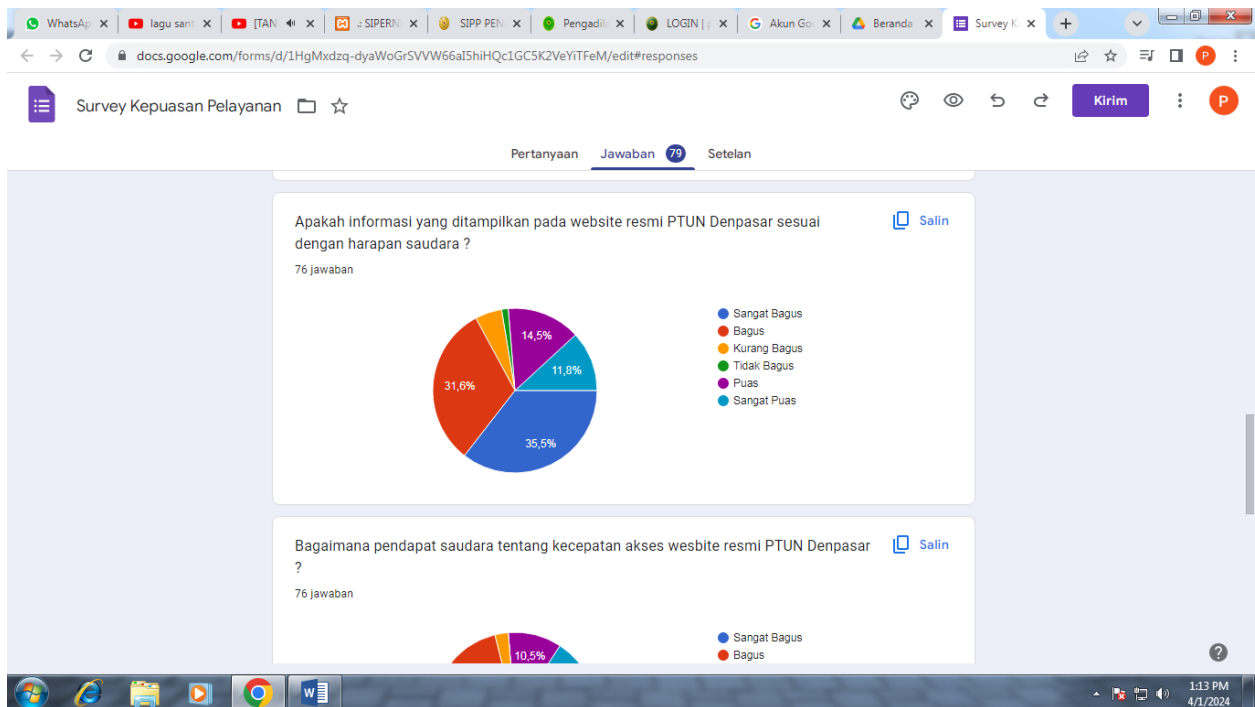 WhatsAp
lagu sant
[TAN
.: SIPERN
SIPP PEN
Pengadil
LOGIN | p
Akun Goo
Beranda
Survey K
docs.google.com/forms/d/1HgMxdzq-dyaWoGrSVVW66aI5hiHQc1GC5K2VeYiTFeM/edit#responses
P
Survey Kepuasan Pelayanan
Kirim
P
Pertanyaan Jawaban 79 Setelan
Apakah informasi yang ditampilkan pada website resmi PTUN Denpasar sesuai
dengan harapan saudara ?
Salin
76 jawaban
14,5%
11,8%
31,6%
35,5%
Sangat Bagus
Bagus
Kurang Bagus
Tidak Bagus
Puas
Sangat Puas
Bagaimana pendapat saudara tentang kecepatan akses wesbite resmi PTUN Denpasar
?
Salin
76 jawaban
10,5%
Sangat Bagus
Bagus
1:13 PM
4/1/2024